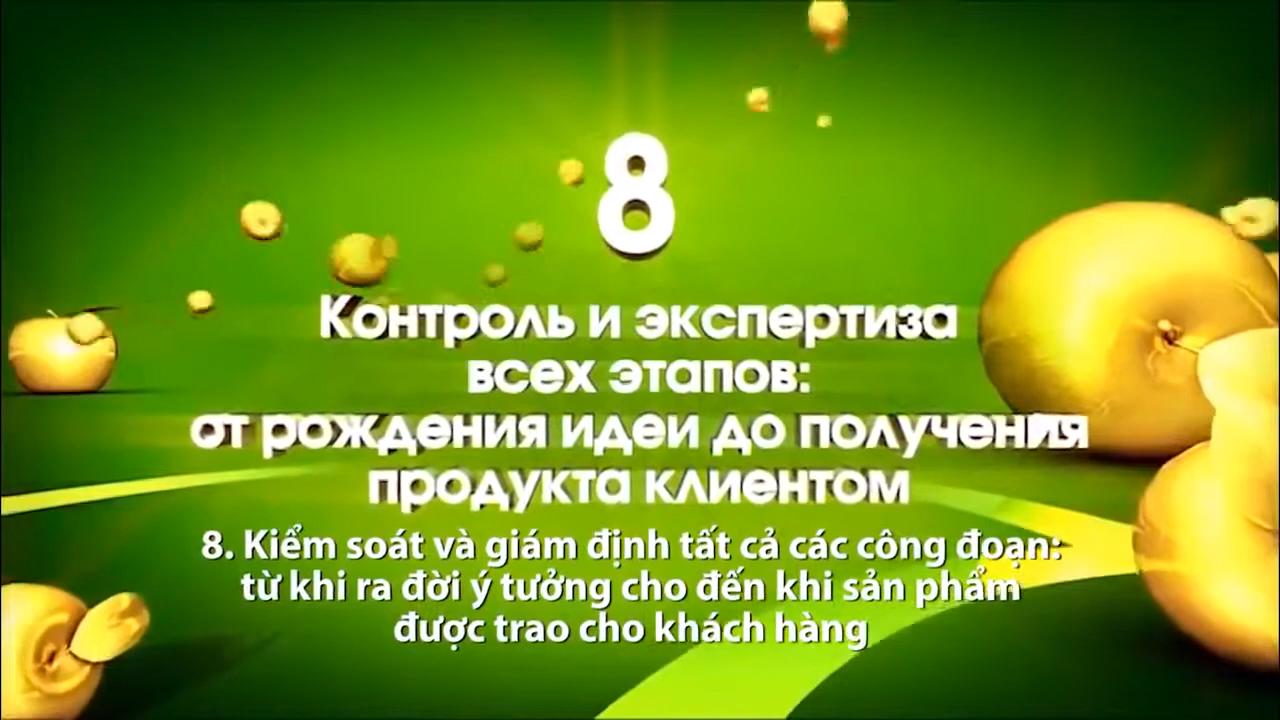 8
Контроль и экспертиза
всех этапов:
от рождения идеи до получения
продукта клиентом
8. Kiểm soát và giám định tất cả các công đoạn:
từ khi ra đời ý tưởng cho đến khi sản phẩm
được trao cho khách hàng